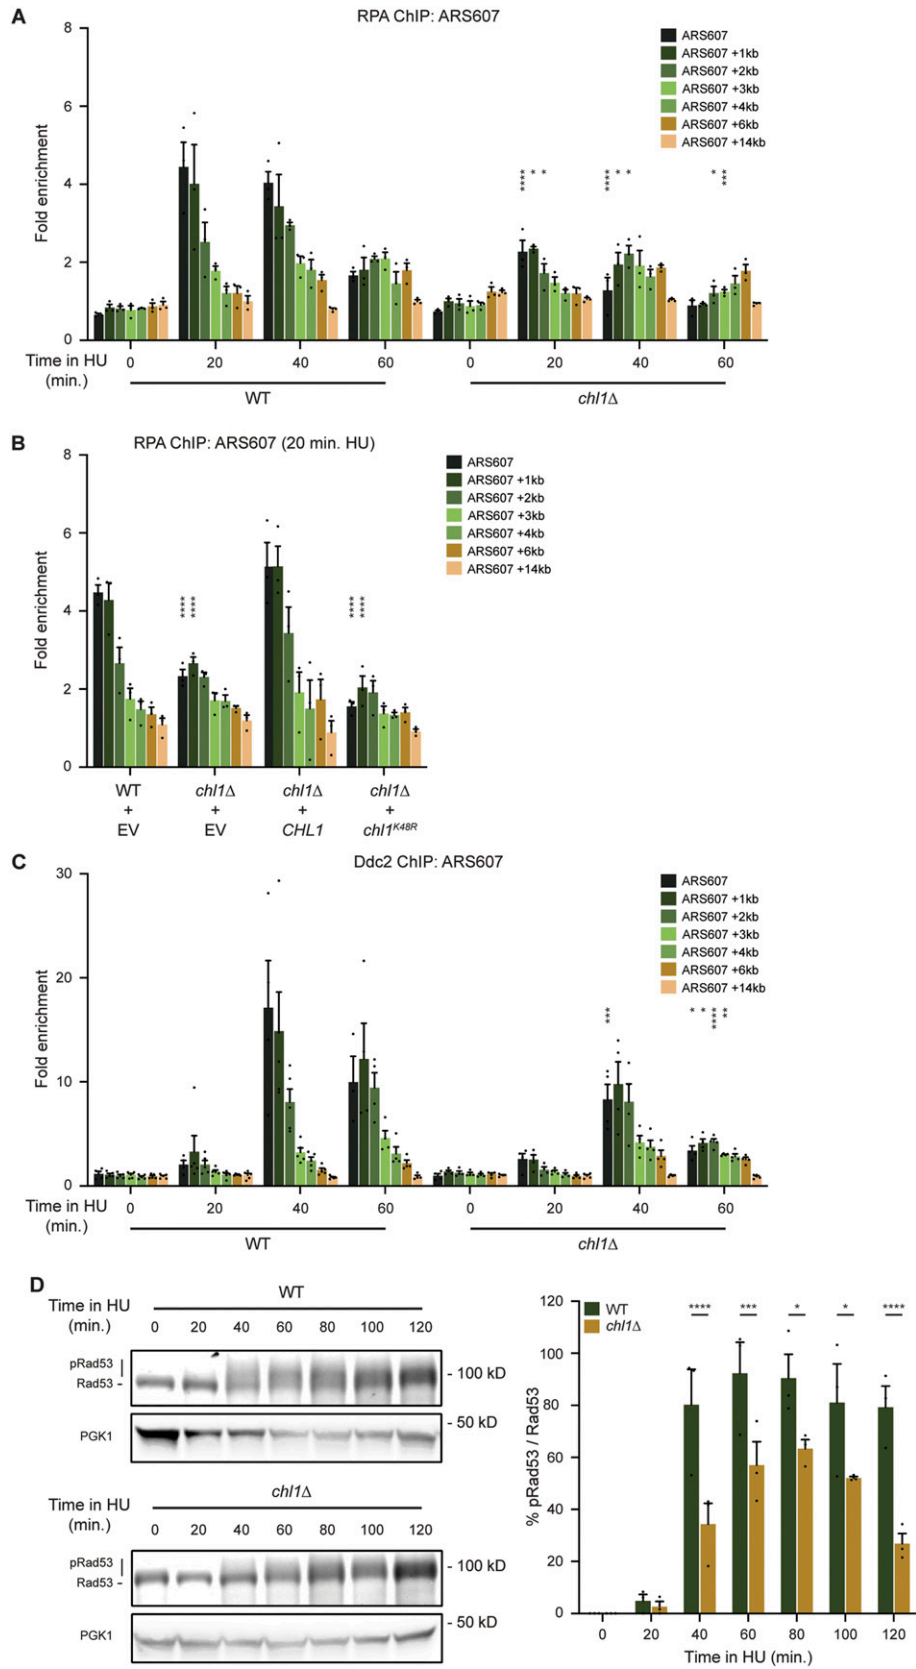 A
RPA ChIP: ARS607
8
6
4
2
0
Fold enrichment
ARS607
ARS607 +1kb
ARS607 +2kb
ARS607 +3kb
ARS607 +4kb
ARS607 +6kb
ARS607 +14kb
**** * * **** * * * ***
Time in HU (min.)
0 20 40 60 0 20 40 60
WT chl1Δ
B
RPA ChIP: ARS607 (20 min. HU)
8
6
4
2
0
Fold enrichment
ARS607
ARS607 +1kb
ARS607 +2kb
ARS607 +3kb
ARS607 +4kb
ARS607 +6kb
ARS607 +14kb
**** **** **** ****
WT chl1Δ chl1Δ chl1Δ
+ + + +
EV EV CHL1 chl1K48R
C
Ddc2 ChIP: ARS607
30
20
10
0
Fold enrichment
ARS607
ARS607 +1kb
ARS607 +2kb
ARS607 +3kb
ARS607 +4kb
ARS607 +6kb
ARS607 +14kb
*** * * **** **
Time in HU (min.)
0 20 40 60 0 20 40 60
WT chl1Δ
D
WT
Time in HU (min.)
0 20 40 60 80 100 120
pRad53
Rad53 –
- 100 kD
PGK1
- 50 kD
chl1Δ
Time in HU (min.)
0 20 40 60 80 100 120
pRad53
Rad53 –
- 100 kD
PGK1
- 50 kD
WT
chl1Δ
**** *** * * ****
120
100
80
60
40
20
0
% pRad53 / Rad53
0 20 40 60 80 100 120
Time in HU (min.)